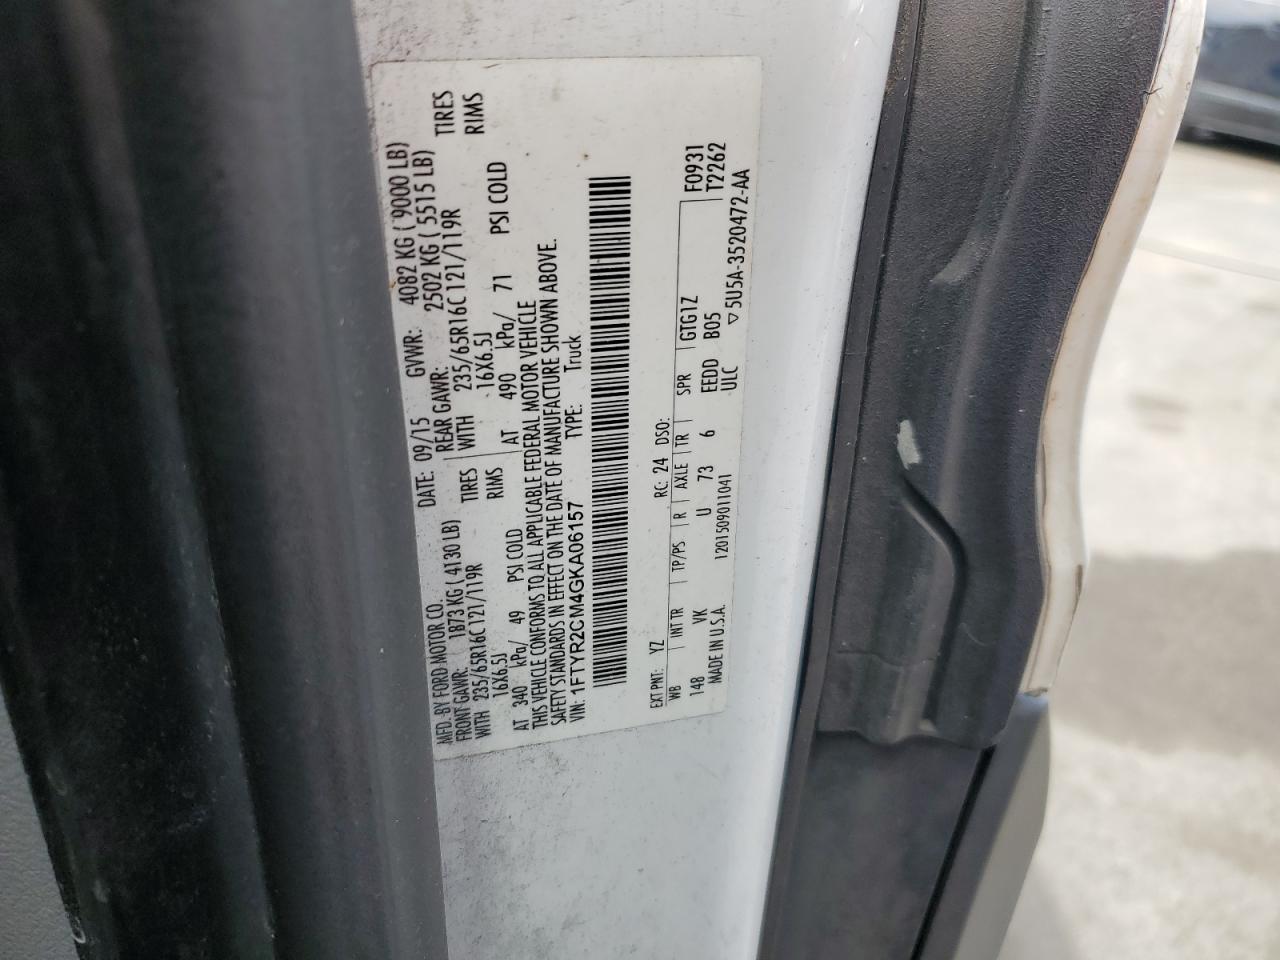 MFD. BY FORD MOTOR CO.
DATE: 09/15 GVWR: 4082 KG ( 9000 LB)
FRONT GAWR: 1873 KG ( 4130 LB) REAR GAWR: 2502 KG ( 5515 LB)
WITH 235/65R16C 121/119R TIRES WITH 235/65R16C 121/119R TIRES
16X6.5J RIMS 16X6.5J RIMS
AT 340 kPa/ 49 PSI COLD AT 490 kPa/ 71 PSI COLD
THIS VEHICLE CONFORMS TO ALL APPLICABLE FEDERAL MOTOR VEHICLE
SAFETY STANDARDS IN EFFECT ON THE DATE OF MANUFACTURE SHOWN ABOVE.
VIN: 1FTYR2CM4GKA06157 TYPE: Truck
EXT PNT: YZ RC: 24 DSO: F0931
WB INT TR TP/PS R AXLE TR SPR GTG1Z T2262
148 VK U 73 6 EEDD B05
MADE IN U.S.A. 1201509011041 ULC ▽ 5U5A-3520472-AA